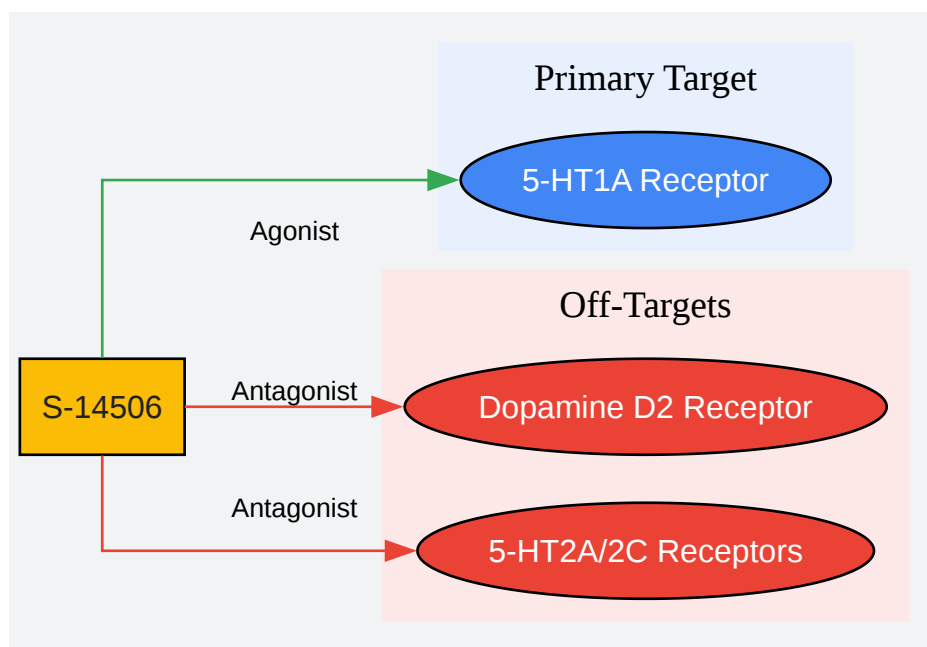 Primary Target
5-HT1A Receptor
Agonist
Off-Targets
S-14506
Antagonist
Dopamine D2 Receptor
Antagonist
5-HT2A/2C Receptors